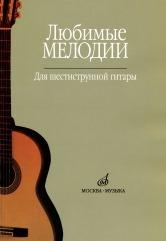 Любимые
МЕЛОДИИ
Для шестиструнной гитары
МОСКВА • МУЗЫКА